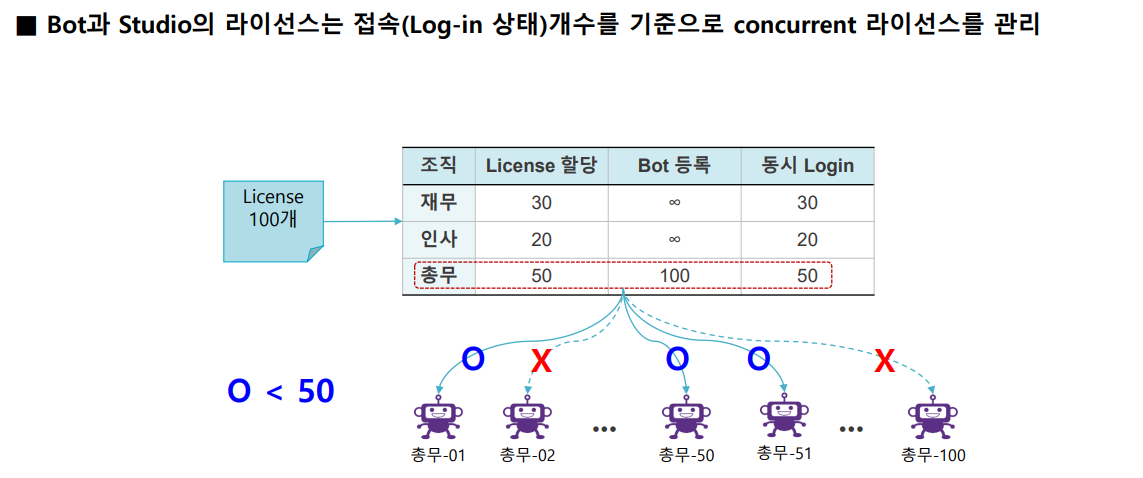 ■ Bot과 Studio의 라이선스는 접속(Log-in 상태)개수를 기준으로 concurrent 라이선스를 관리
License
100개
조직 License 할당 Bot 등록 동시 Login
재무 30 ∞ 30
인사 20 ∞ 20
총무 50 100 50
O X O O X
O < 50
... ...
총무-01 총무-02 총무-50 총무-51 총무-100